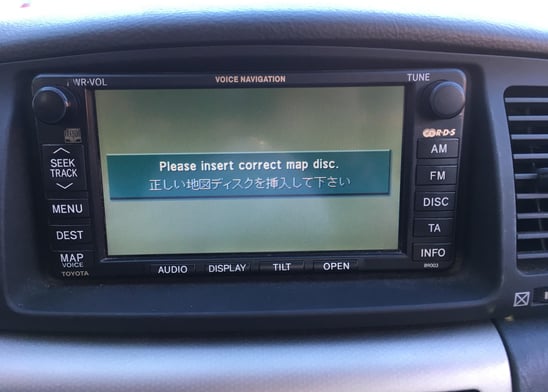 PWR·VOL
VOICE NAVIGATION
TUNE
SEEK
TRACK
MENU
DEST
MAP
VOICE
TOYOTA
Please insert correct map disc.
正しい地図ディスクを挿入して下さい
R·D·S
AM
FM
DISC
TA
INFO
AUDIO
DISPLAY
TILT
OPEN